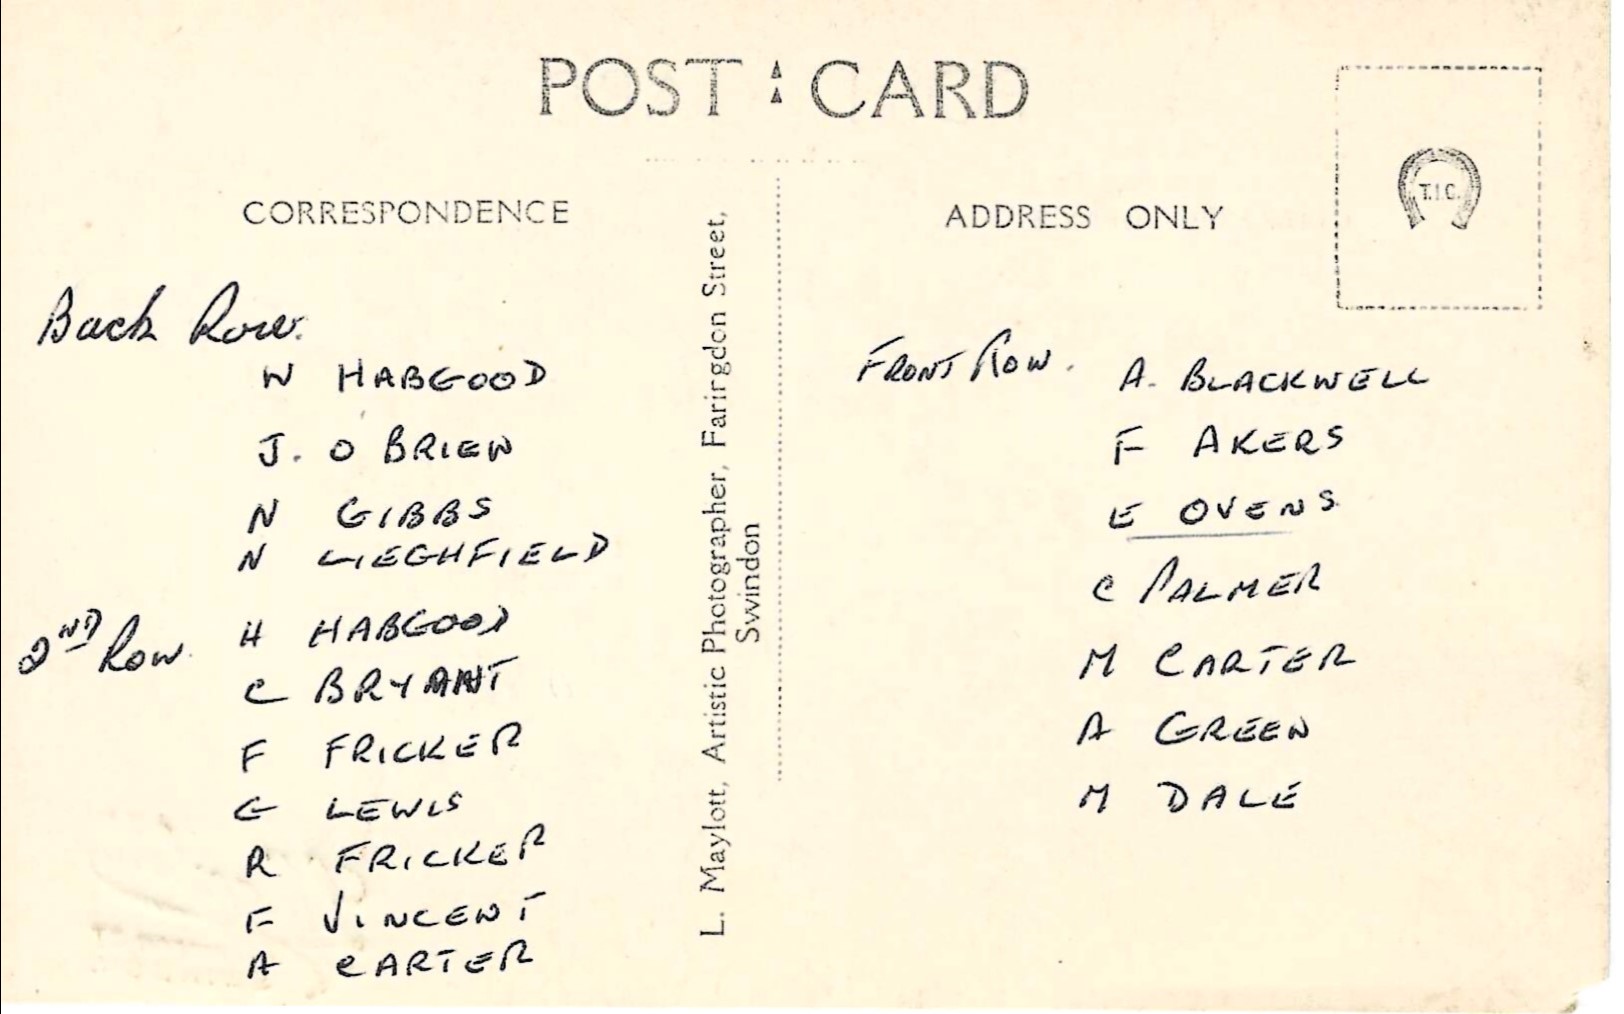 POST : CARD
CORRESPONDENCE
Back Row.
W HABGOOD
J. O BRIEN
N GIBBS
N LIEGHFIELD
2ND Row.
H HABGOOD
C BRYANT
F FRICKER
G LEWIS
R FRICKER
F VINCENT
A CARTER
L. Maylott, Artistic Photographer, Farirgdon Street,
Swindon
ADDRESS ONLY
T.I.C.
FRONT ROW.
A. BLACKWELL
F AKERS
E OVENS
C PALMER
M CARTER
A GREEN
M DALE